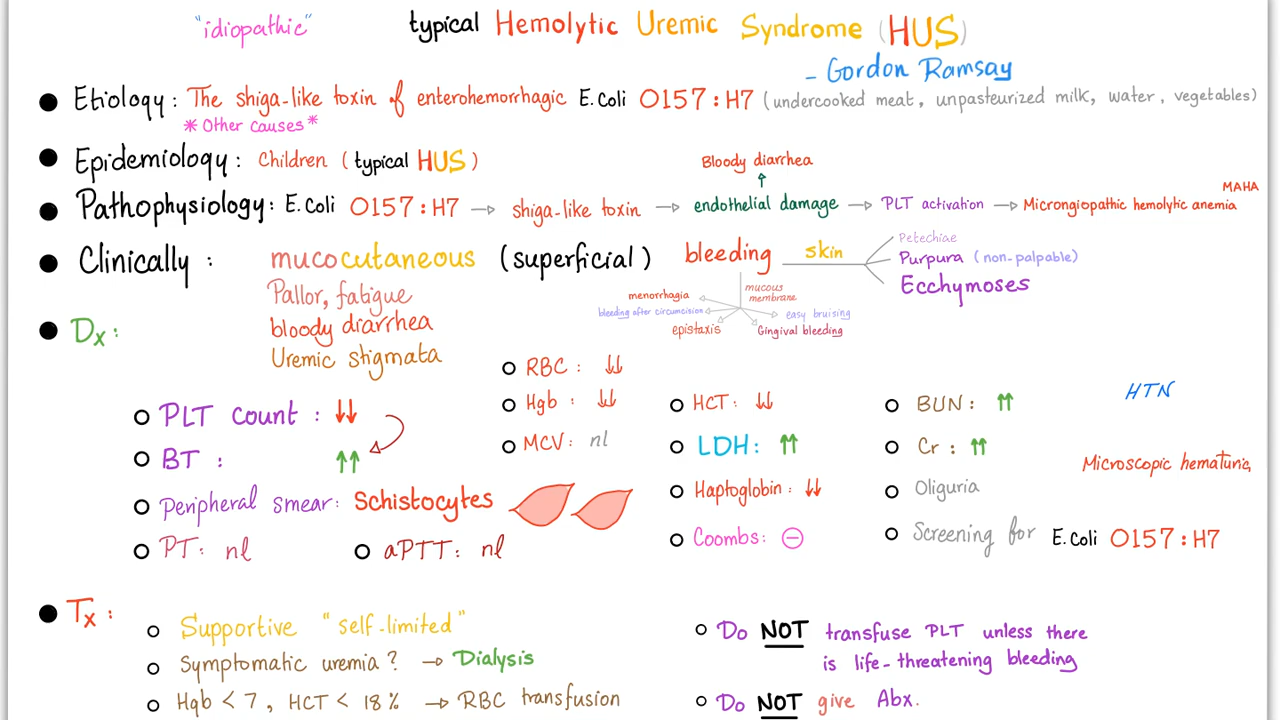 "idiopathic" typical Hemolytic Uremic Syndrome (HUS)
- Gordon Ramsay
Etiology: The shiga-like toxin of enterohemorrhagic E.Coli O157:H7 (undercooked meat, unpasteurized milk, water, vegetables)
*Other causes*
Epidemiology: Children (typical HUS)
Bloody diarrhea
↑
MAHA
Pathophysiology: E.Coli O157:H7 → shiga-like toxin → endothelial damage → PLT activation → Microngiopathic hemolytic anemia
Clinically: mucocutaneous (superficial) bleeding skin
Petechiae
Purpura (non-palpable)
Ecchymoses
mucous
membrane
menorrhagia
bleeding after circumcision
epistaxis
easy bruising
Gingival bleeding
Pallor, fatigue
bloody diarrhea
Uremic stigmata
Dx:
PLT count: ↓↓
BT: ↑↑
Peripheral smear: Schistocytes
PT: nl
aPTT: nl
RBC: ↓↓
Hgb: ↓↓
MCV: nl
HCT: ↓↓
LDH: ↑↑
Haptoglobin: ↓↓
Coombs: ⊖
BUN: ↑↑
Cr: ↑↑
Oliguria
Screening for E.Coli O157:H7
HTN
Microscopic hematuria
Tx:
Supportive "self-limited"
Symptomatic uremia? → Dialysis
Hgb < 7, HCT < 18% → RBC transfusion
Do NOT transfuse PLT unless there
is life-threatening bleeding
Do NOT give Abx.